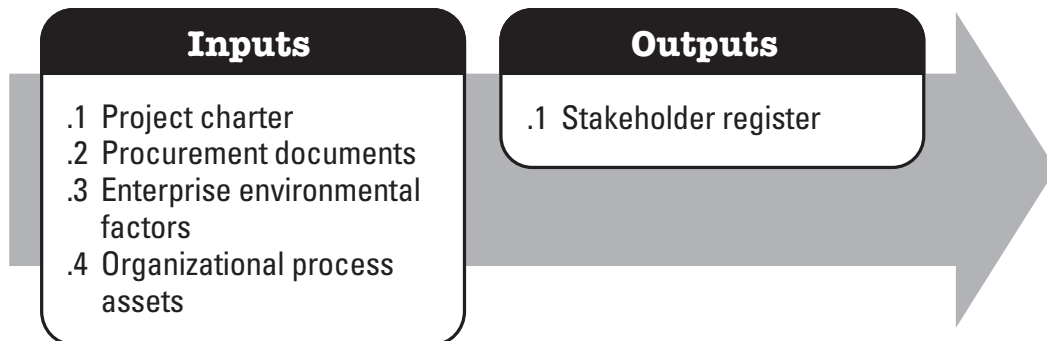 Inputs
.1 Project charter
.2 Procurement documents
.3 Enterprise environmental
factors
.4 Organizational process
assets
Outputs
.1 Stakeholder register